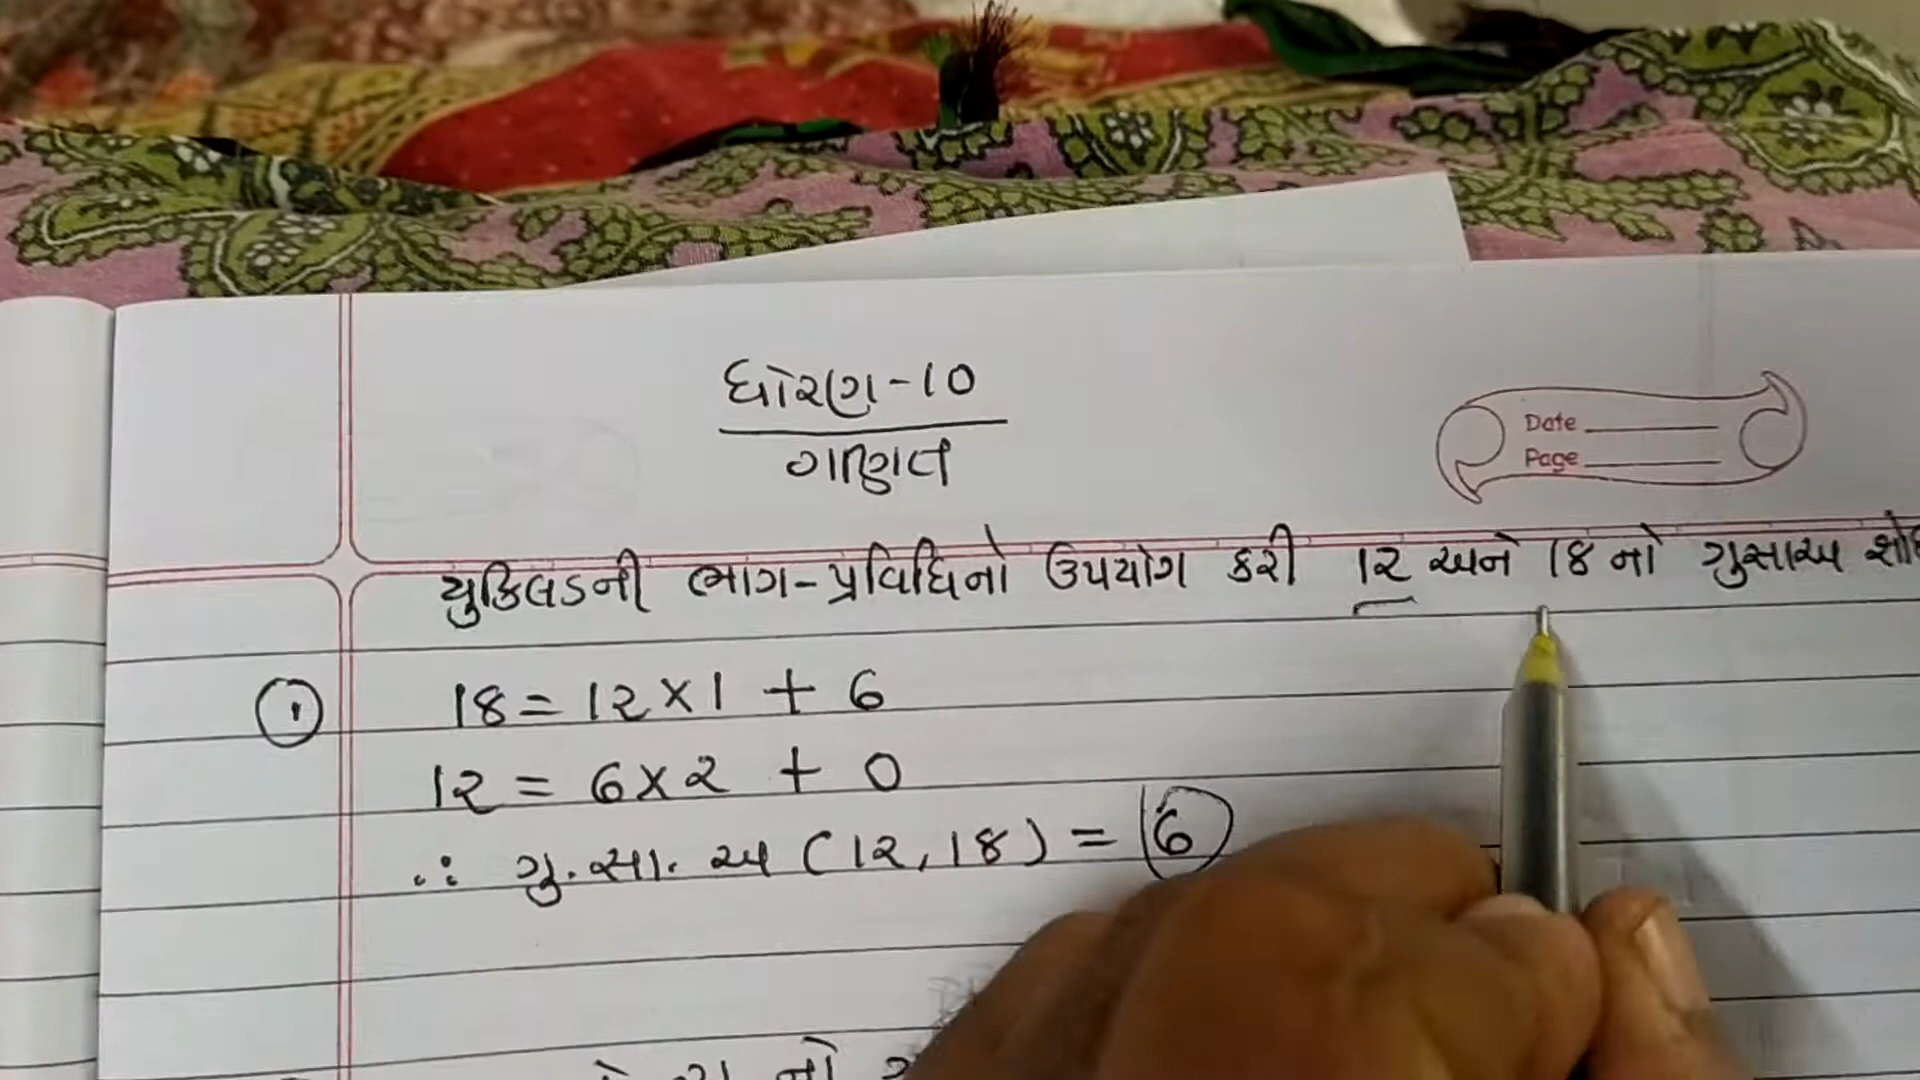 ધોરણ-10
ગણિત
Date
Page
યુક્લિડની ભાગ-પ્રવિધિનો ઉપયોગ કરી 12 અને 18 નો ગુસાઅ
① 18 = 12 × 1 + 6
12 = 6 × 2 + 0
∴ ગુ.સા.અ (12, 18) = 6